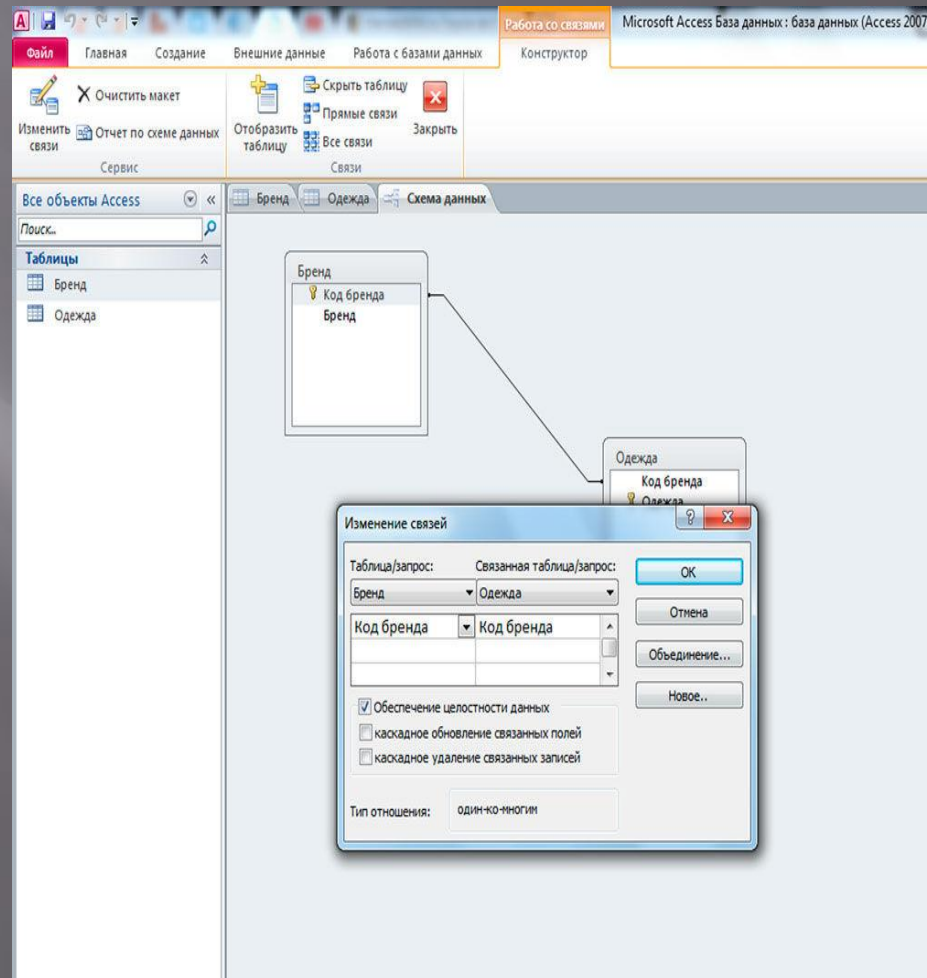 Работа со связями
Microsoft Access База данных : база данных (Access 2007
Файл Главная Создание Внешние данные Работа с базами данных Конструктор
Изменить связи
Очистить макет
Отчет по схеме данных
Сервис
Отобразить таблицу
Скрыть таблицу
Прямые связи
Все связи
Закрыть
Связи
Все объекты Access
Поиск...
Таблицы
Бренд
Одежда
Бренд Одежда Схема данных
Бренд
Код бренда
Бренд
Одежда
Код бренда
Одежда
Изменение связей
Таблица/запрос: Связанная таблица/запрос:
Бренд Одежда
Код бренда Код бренда
Обеспечение целостности данных
каскадное обновление связанных полей
каскадное удаление связанных записей
Тип отношения: один-ко-многим
ОК
Отмена
Объединение...
Новое..